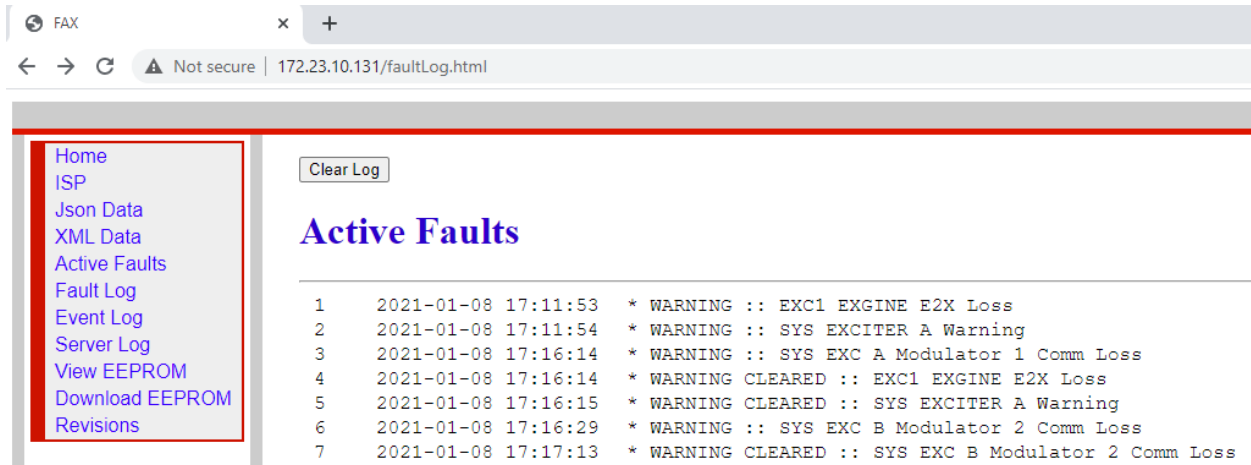 FAX
Not secure | 172.23.10.131/faultLog.html
Home
ISP
Json Data
XML Data
Active Faults
Fault Log
Event Log
Server Log
View EEPROM
Download EEPROM
Revisions
Clear Log
Active Faults
1 2021-01-08 17:11:53 * WARNING :: EXC1 EXGINE E2X Loss
2 2021-01-08 17:11:54 * WARNING :: SYS EXCITER A Warning
3 2021-01-08 17:16:14 * WARNING :: SYS EXC A Modulator 1 Comm Loss
4 2021-01-08 17:16:14 * WARNING CLEARED :: EXC1 EXGINE E2X Loss
5 2021-01-08 17:16:15 * WARNING CLEARED :: SYS EXCITER A Warning
6 2021-01-08 17:16:29 * WARNING :: SYS EXC B Modulator 2 Comm Loss
7 2021-01-08 17:17:13 * WARNING CLEARED :: SYS EXC B Modulator 2 Comm Loss